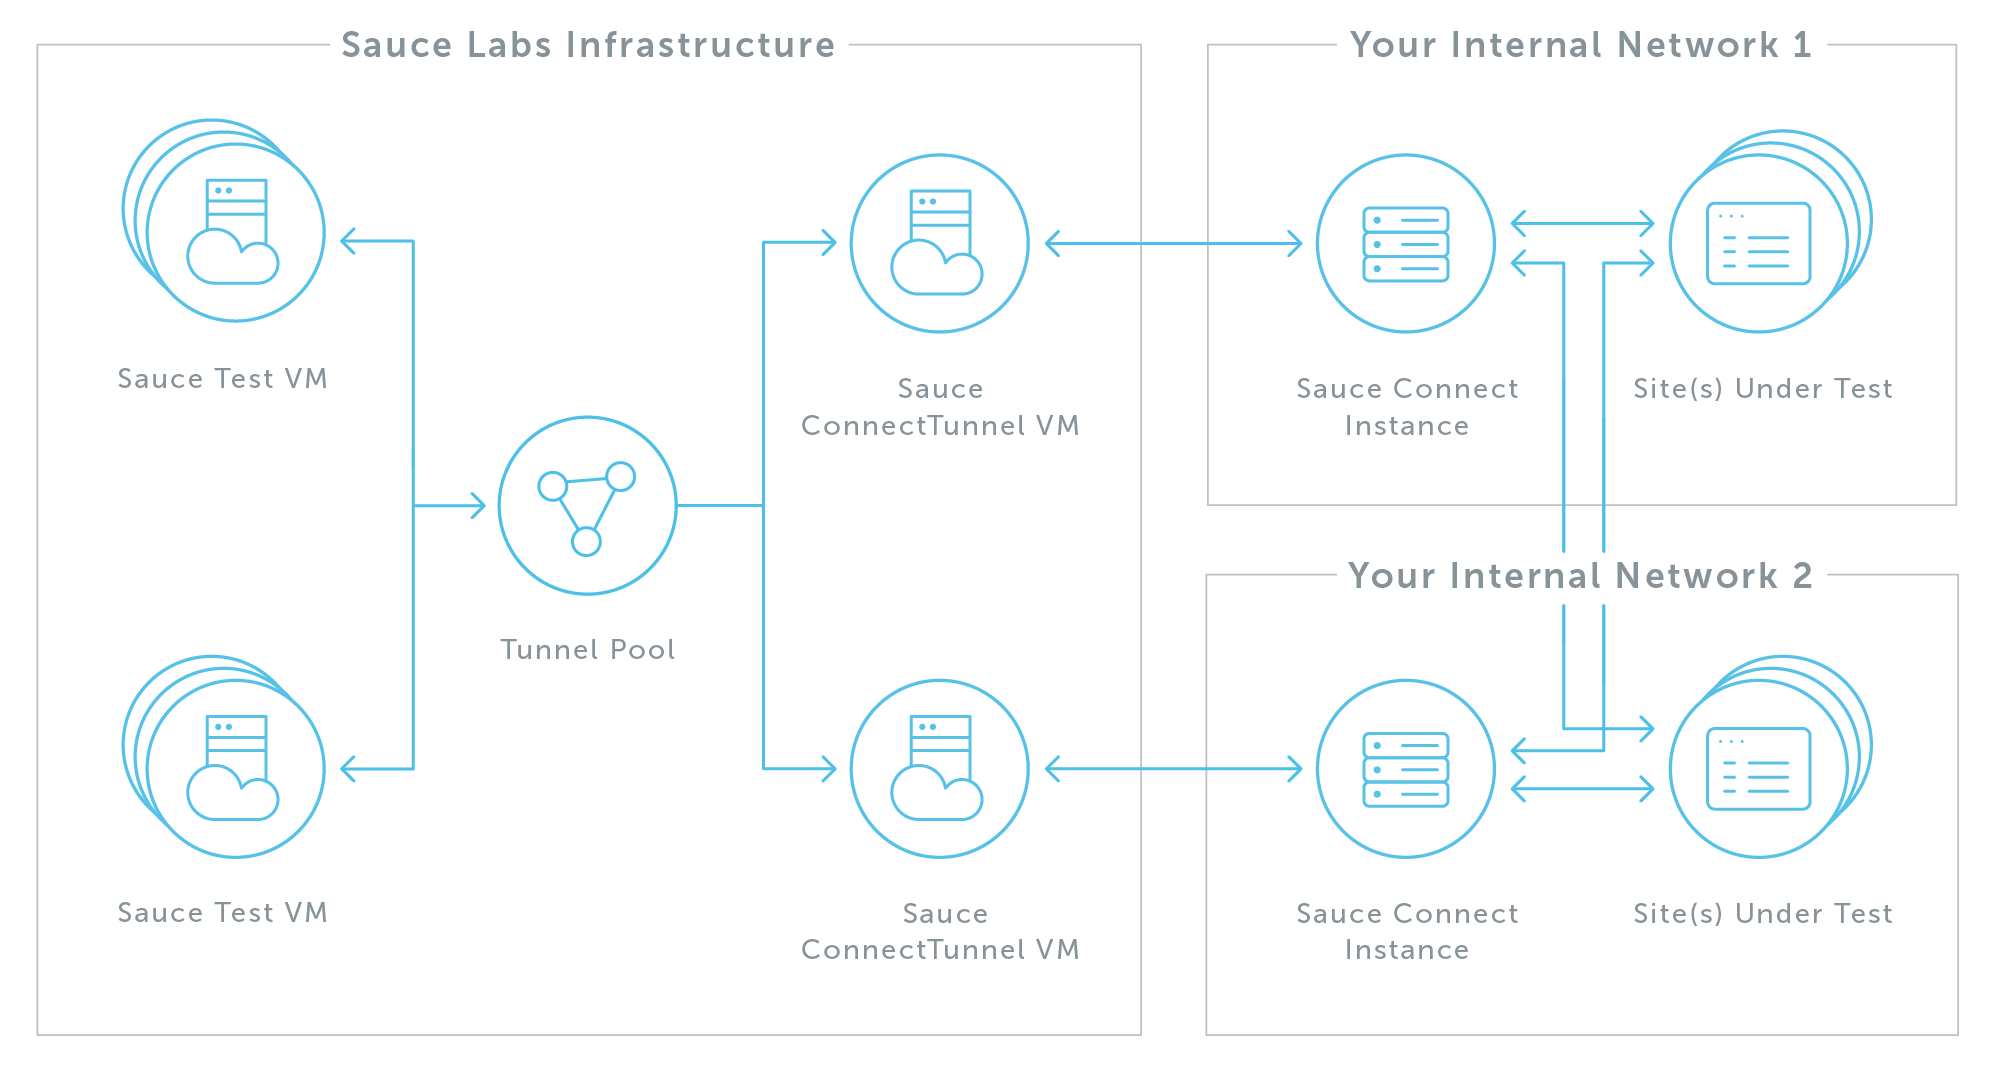 Sauce Labs Infrastructure
Your Internal Network 1
Sauce Test VM
Sauce
ConnectTunnel VM
Sauce Connect
Instance
Site(s) Under Test
Tunnel Pool
Your Internal Network 2
Sauce Test VM
Sauce
ConnectTunnel VM
Sauce Connect
Instance
Site(s) Under Test